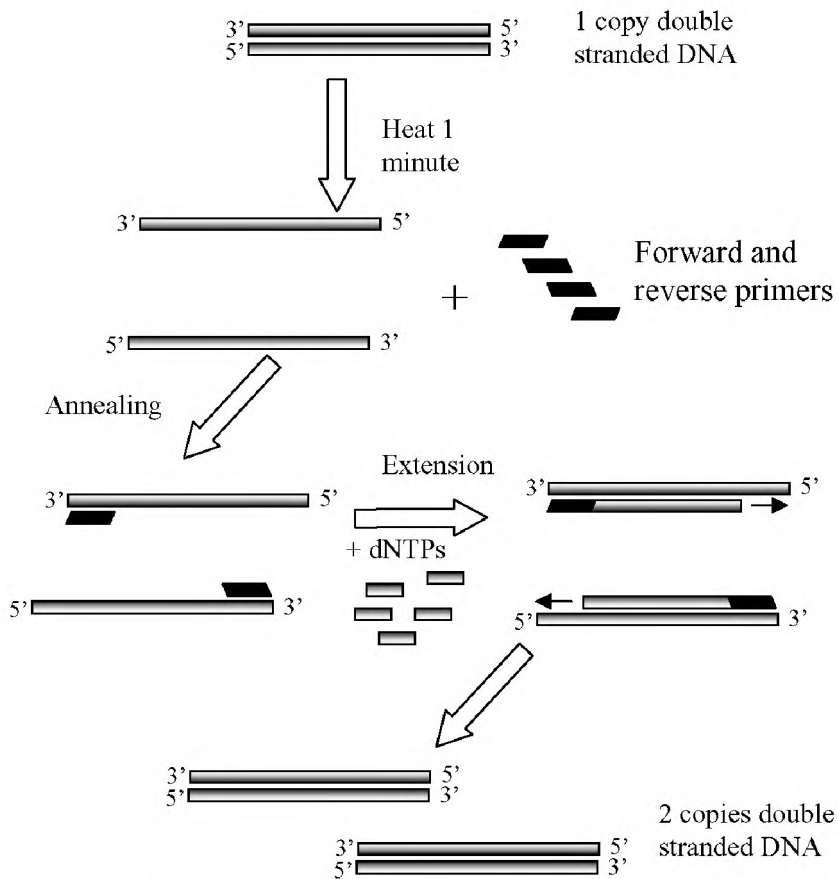 3’ 5’
5’ 3’
1 copy double
stranded DNA
Heat 1
minute
3’ 5’
+
Forward and
reverse primers
5’ 3’
Annealing
Extension
3’ 5’
3’ 5’
+ dNTPs
5’ 3’
5’ 3’
3’ 5’
5’ 3’
2 copies double
stranded DNA
3’ 5’
5’ 3’